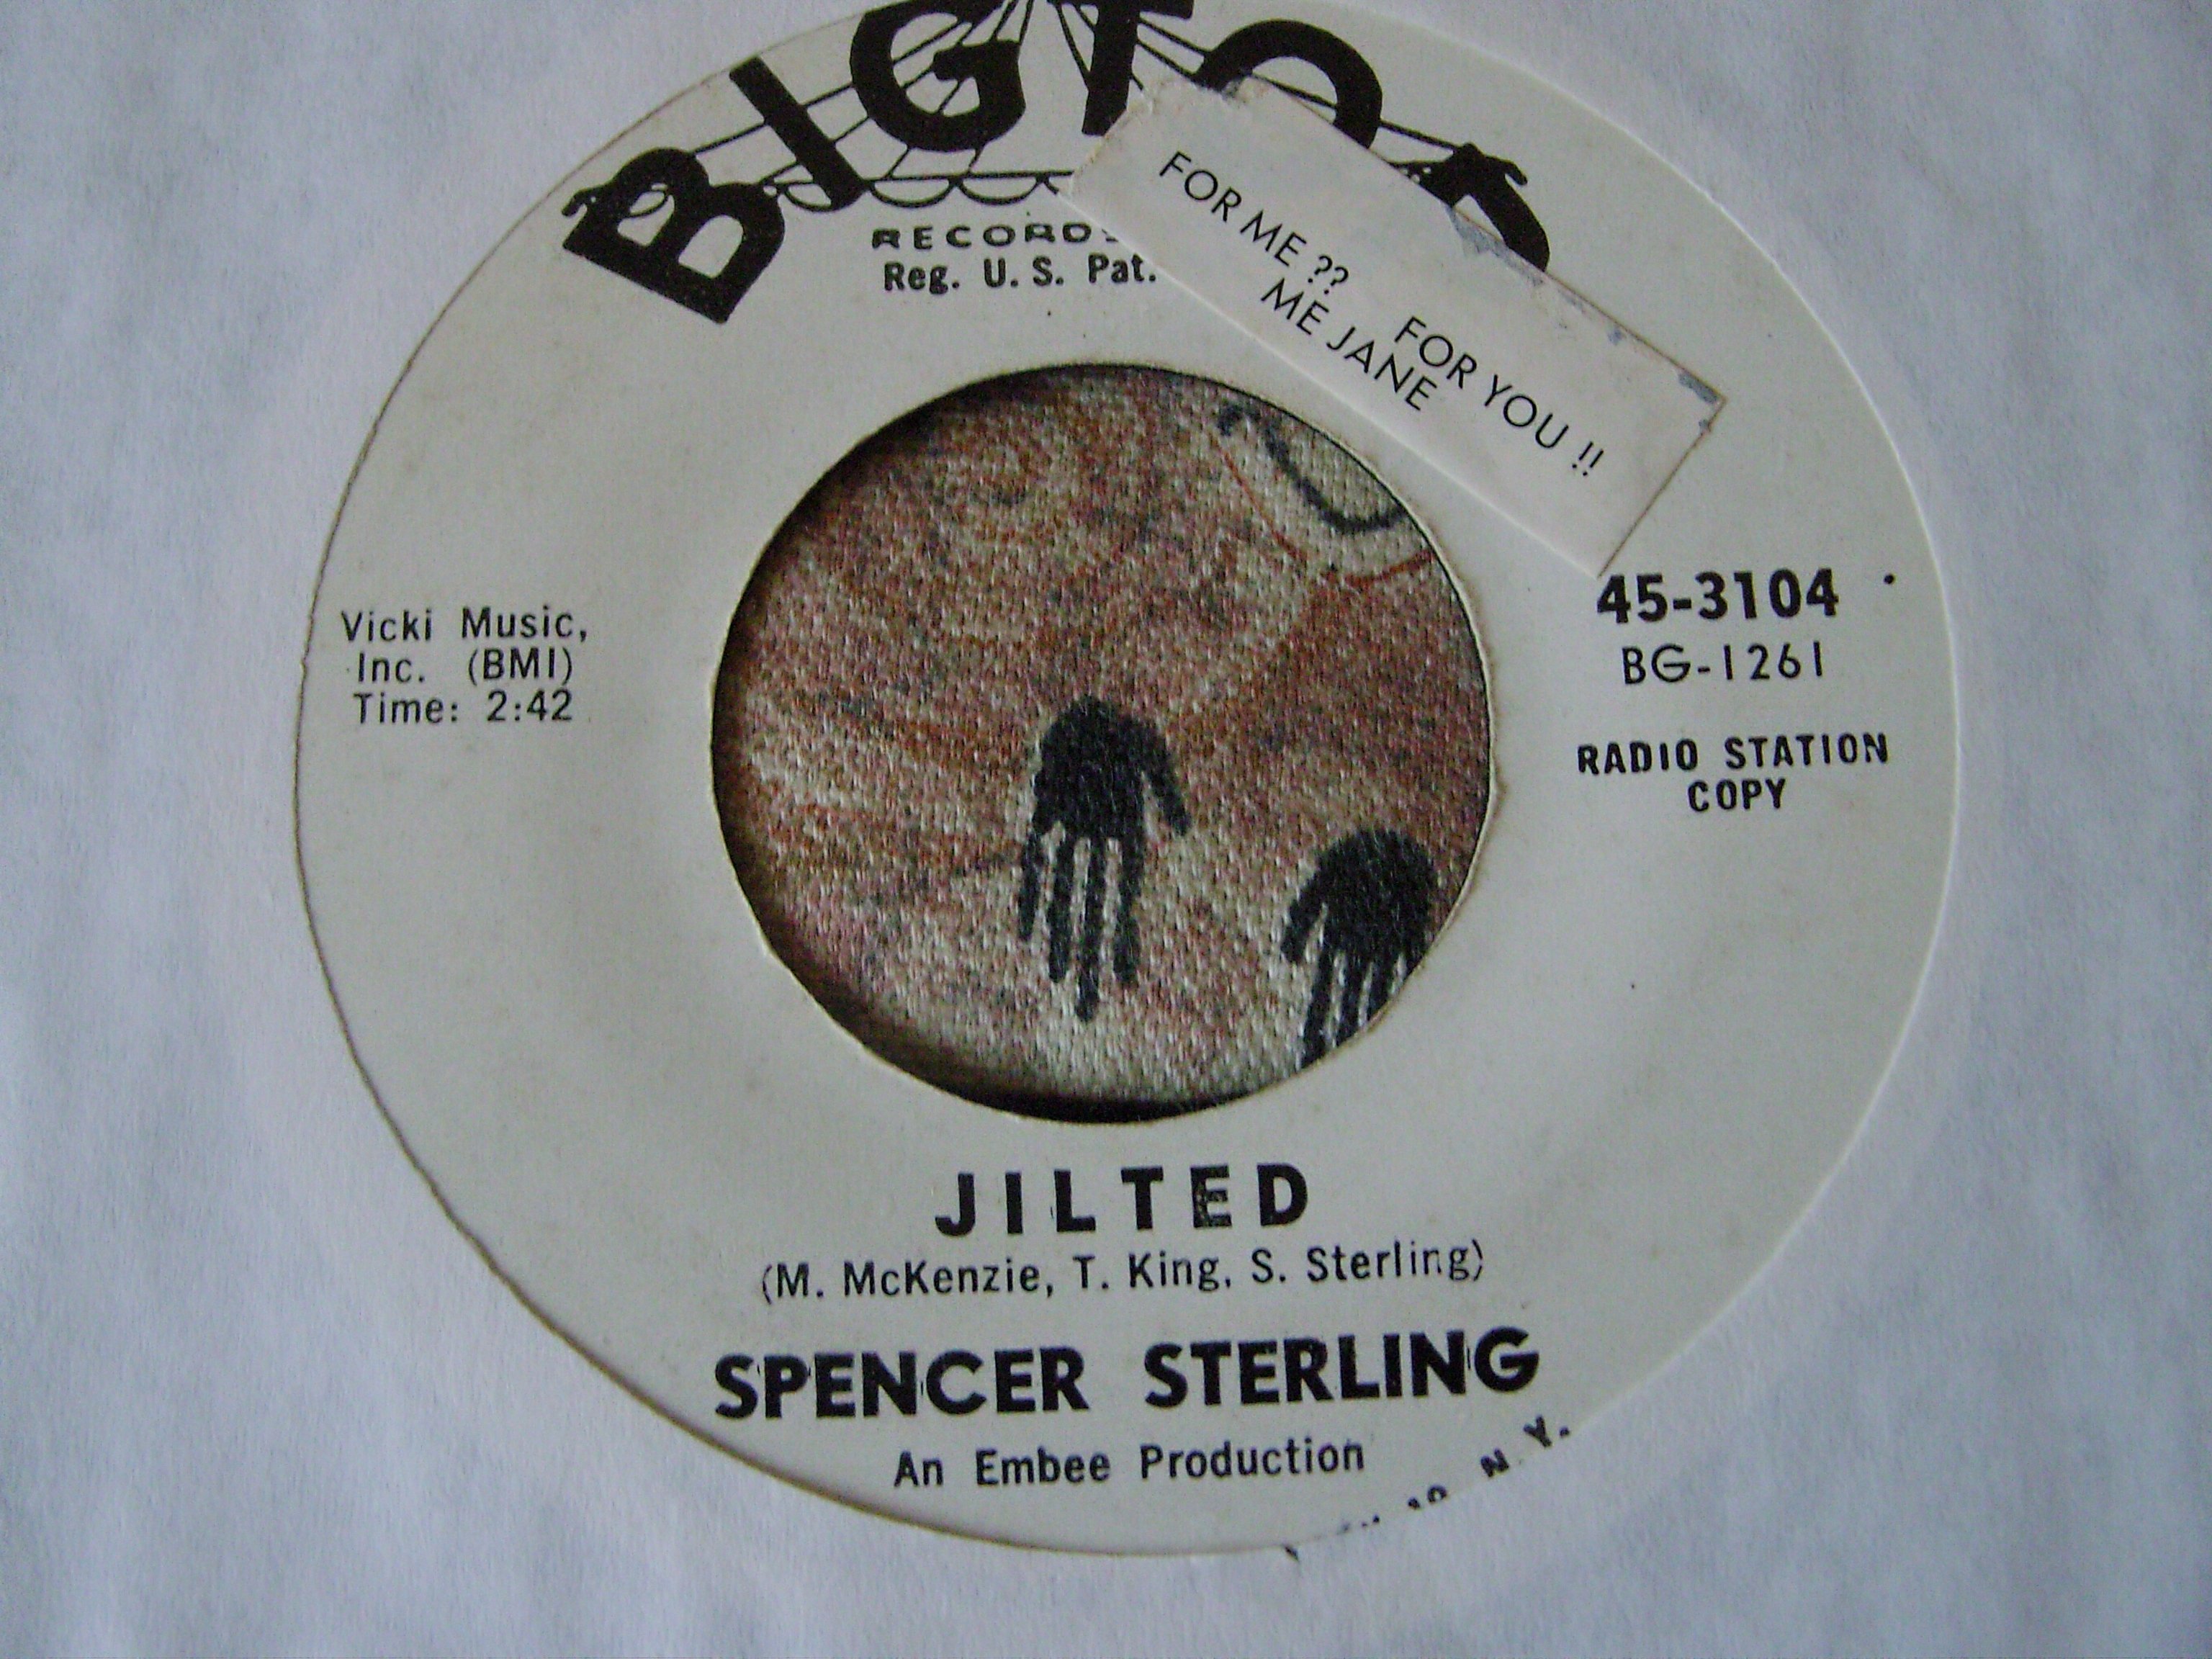 BIGTOP
RECORDS
Reg. U. S. Pat.
FOR ME ?? FOR YOU !!
ME JANE
Vicki Music,
Inc. (BMI)
Time: 2:42
45-3104
BG-1261
RADIO STATION
COPY
JILTED
(M. McKenzie, T. King, S. Sterling)
SPENCER STERLING
An Embee Production
N. Y.